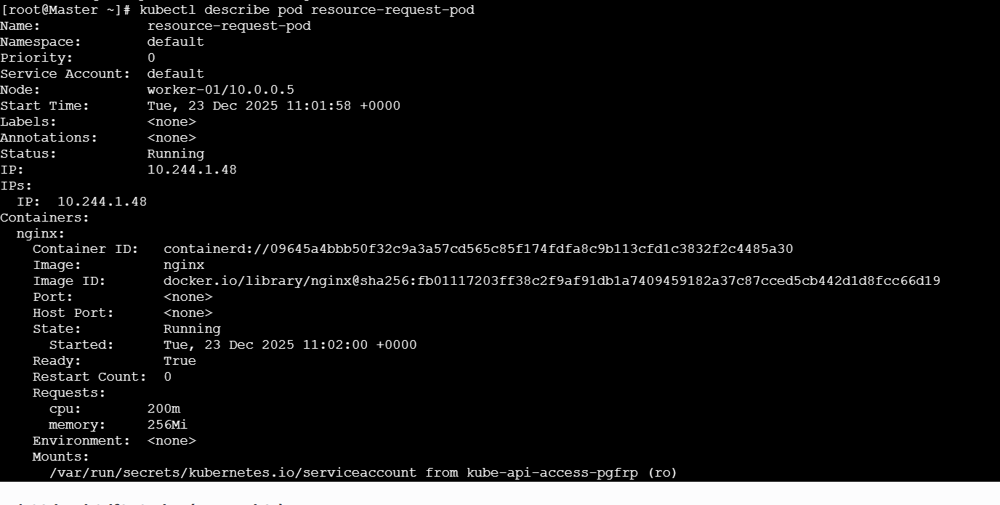 [root@Master ~]# kubectl describe pod resource-request-pod
Name:             resource-request-pod
Namespace:        default
Priority:         0
Service Account:  default
Node:             worker-01/10.0.0.5
Start Time:       Tue, 23 Dec 2025 11:01:58 +0000
Labels:           <none>
Annotations:      <none>
Status:           Running
IP:               10.244.1.48
IPs:
  IP:  10.244.1.48
Containers:
  nginx:
    Container ID:   containerd://09645a4bbb50f32c9a3a57cd565c85f174fdfa8c9b113cfd1c3832f2c4485a30
    Image:          nginx
    Image ID:       docker.io/library/nginx@sha256:fb01117203ff38c2f9af91db1a7409459182a37c87cced5cb442d1d8fcc66d19
    Port:           <none>
    Host Port:      <none>
    State:          Running
      Started:      Tue, 23 Dec 2025 11:02:00 +0000
    Ready:          True
    Restart Count:  0
    Requests:
      cpu:        200m
      memory:     256Mi
    Environment:  <none>
    Mounts:
      /var/run/secrets/kubernetes.io/serviceaccount from kube-api-access-pgfrp (ro)